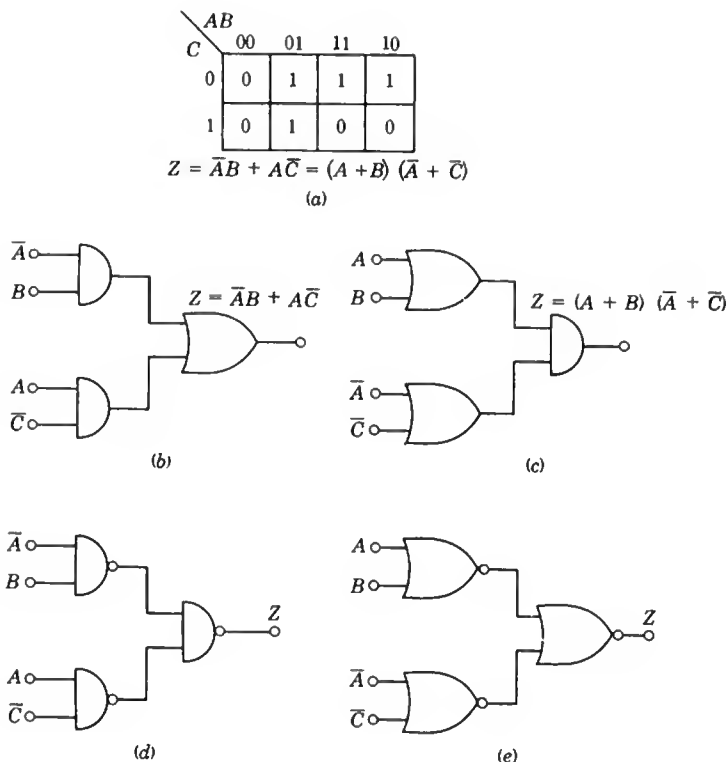 AB
C 00 01 11 10
0 0 1 1 1
1 0 1 0 0
Z = A̅B + AC̅ = (A + B) (A̅ + C̅)
(a)
A̅
B
Z = A̅B + AC̅
A
C̅
(b)
A
B
Z = (A + B) (A̅ + C̅)
A̅
C̅
(c)
A̅
B
Z
A
C̅
(d)
A
B
Z
A̅
C̅
(e)